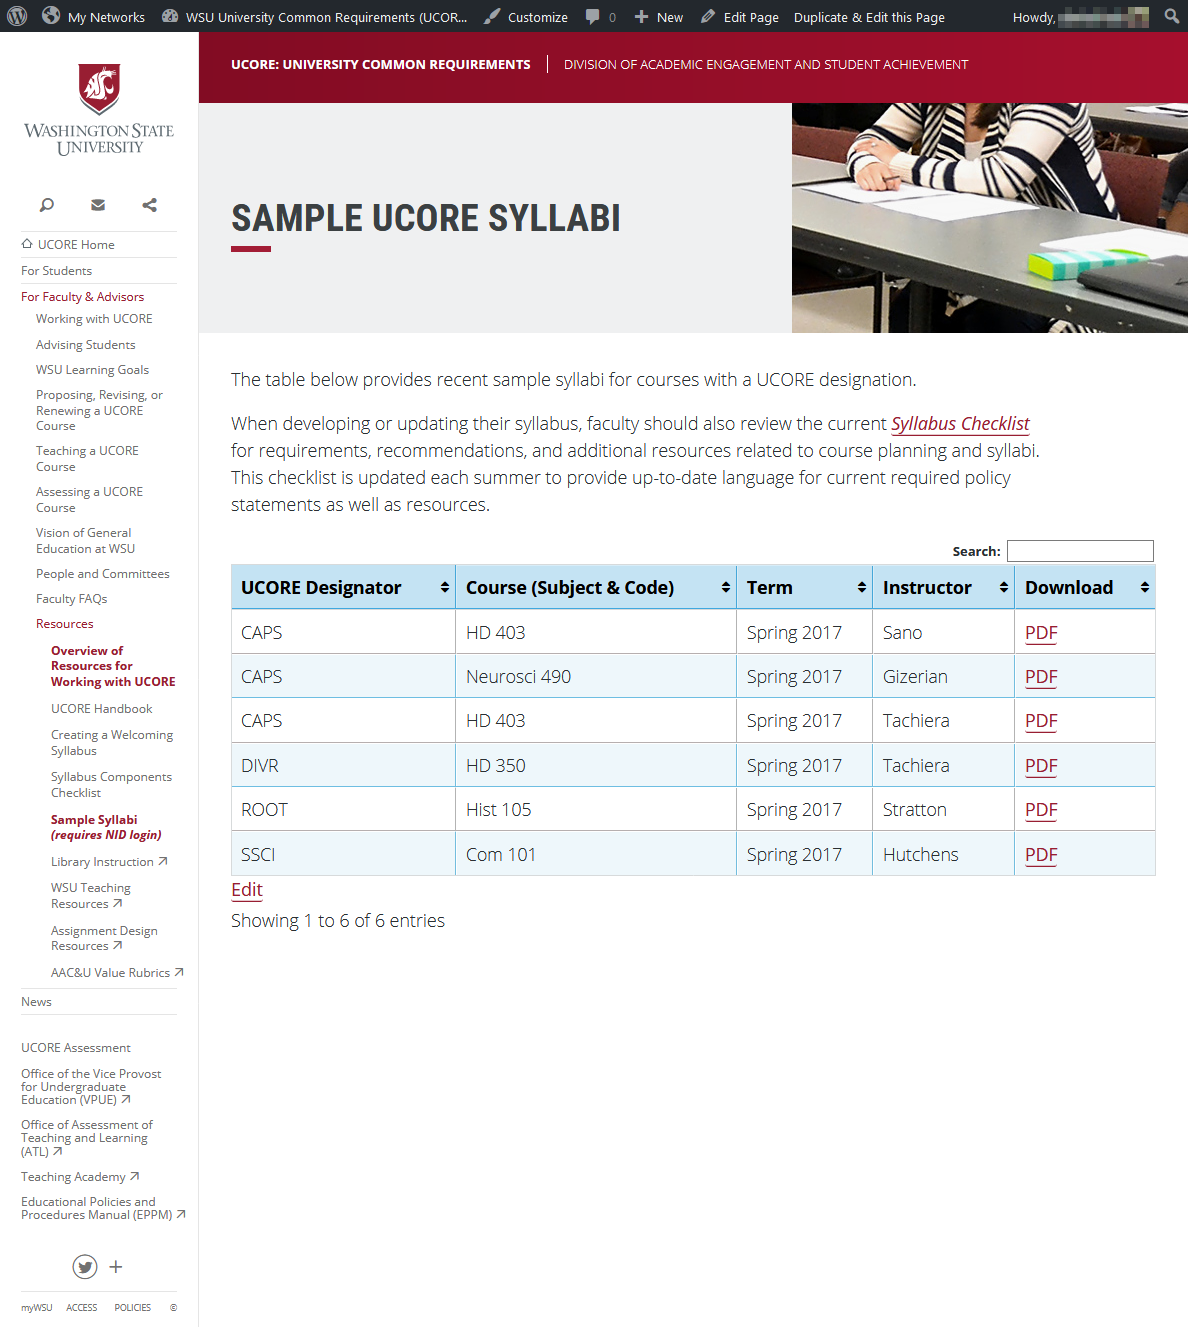 My Networks WSU University Common Requirements (UCOR... Customize 0 New Edit Page Duplicate & Edit this Page Howdy,
WASHINGTON STATE
UNIVERSITY
UCORE Home
For Students
For Faculty & Advisors
Working with UCORE
Advising Students
WSU Learning Goals
Proposing, Revising, or
Renewing a UCORE
Course
Teaching a UCORE
Course
Assessing a UCORE
Course
Vision of General
Education at WSU
People and Committees
Faculty FAQs
Resources
Overview of
Resources for
Working with UCORE
UCORE Handbook
Creating a Welcoming
Syllabus
Syllabus Components
Checklist
Sample Syllabi
(requires NID login)
Library Instruction
WSU Teaching
Resources
Assignment Design
Resources
AAC&U Value Rubrics
News
UCORE Assessment
Office of the Vice Provost
for Undergraduate
Education (VPUE)
Office of Assessment of
Teaching and Learning
(ATL)
Teaching Academy
Educational Policies and
Procedures Manual (EPPM)
myWSU ACCESS POLICIES ©
UCORE: UNIVERSITY COMMON REQUIREMENTS DIVISION OF ACADEMIC ENGAGEMENT AND STUDENT ACHIEVEMENT
SAMPLE UCORE SYLLABI
The table below provides recent sample syllabi for courses with a UCORE designation.
When developing or updating their syllabus, faculty should also review the current Syllabus Checklist
for requirements, recommendations, and additional resources related to course planning and syllabi.
This checklist is updated each summer to provide up-to-date language for current required policy
statements as well as resources.
Search:
UCORE Designator Course (Subject & Code) Term Instructor Download
CAPS HD 403 Spring 2017 Sano PDF
CAPS Neurosci 490 Spring 2017 Gizerian PDF
CAPS HD 403 Spring 2017 Tachiera PDF
DIVR HD 350 Spring 2017 Tachiera PDF
ROOT Hist 105 Spring 2017 Stratton PDF
SSCI Com 101 Spring 2017 Hutchens PDF
Edit
Showing 1 to 6 of 6 entries